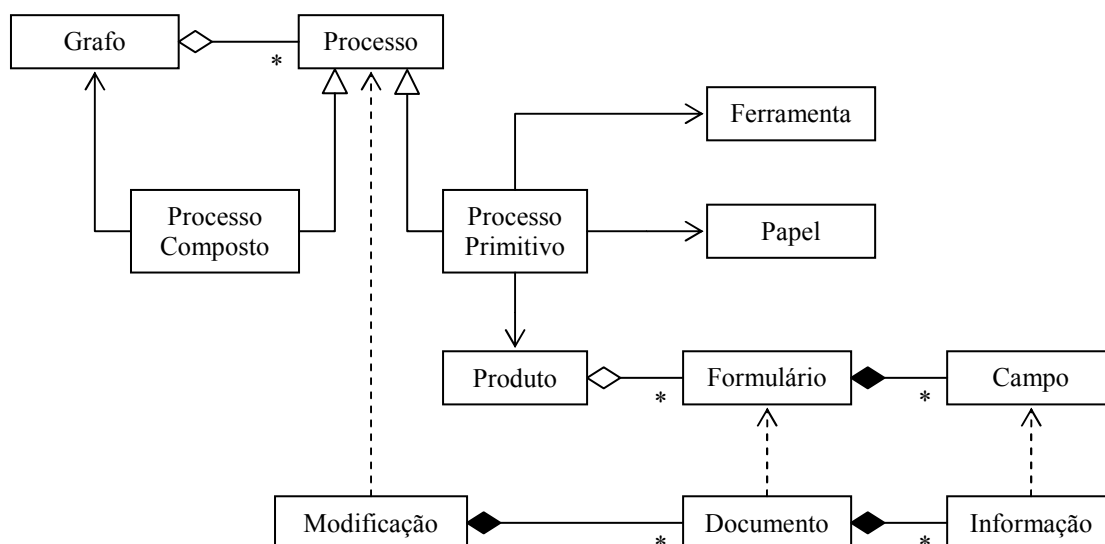 Grafo
*
Processo
Ferramenta
Processo
Composto
Processo
Primitivo
Papel
Produto
*
Formulário
*
Campo
Modificação
*
Documento
*
Informação